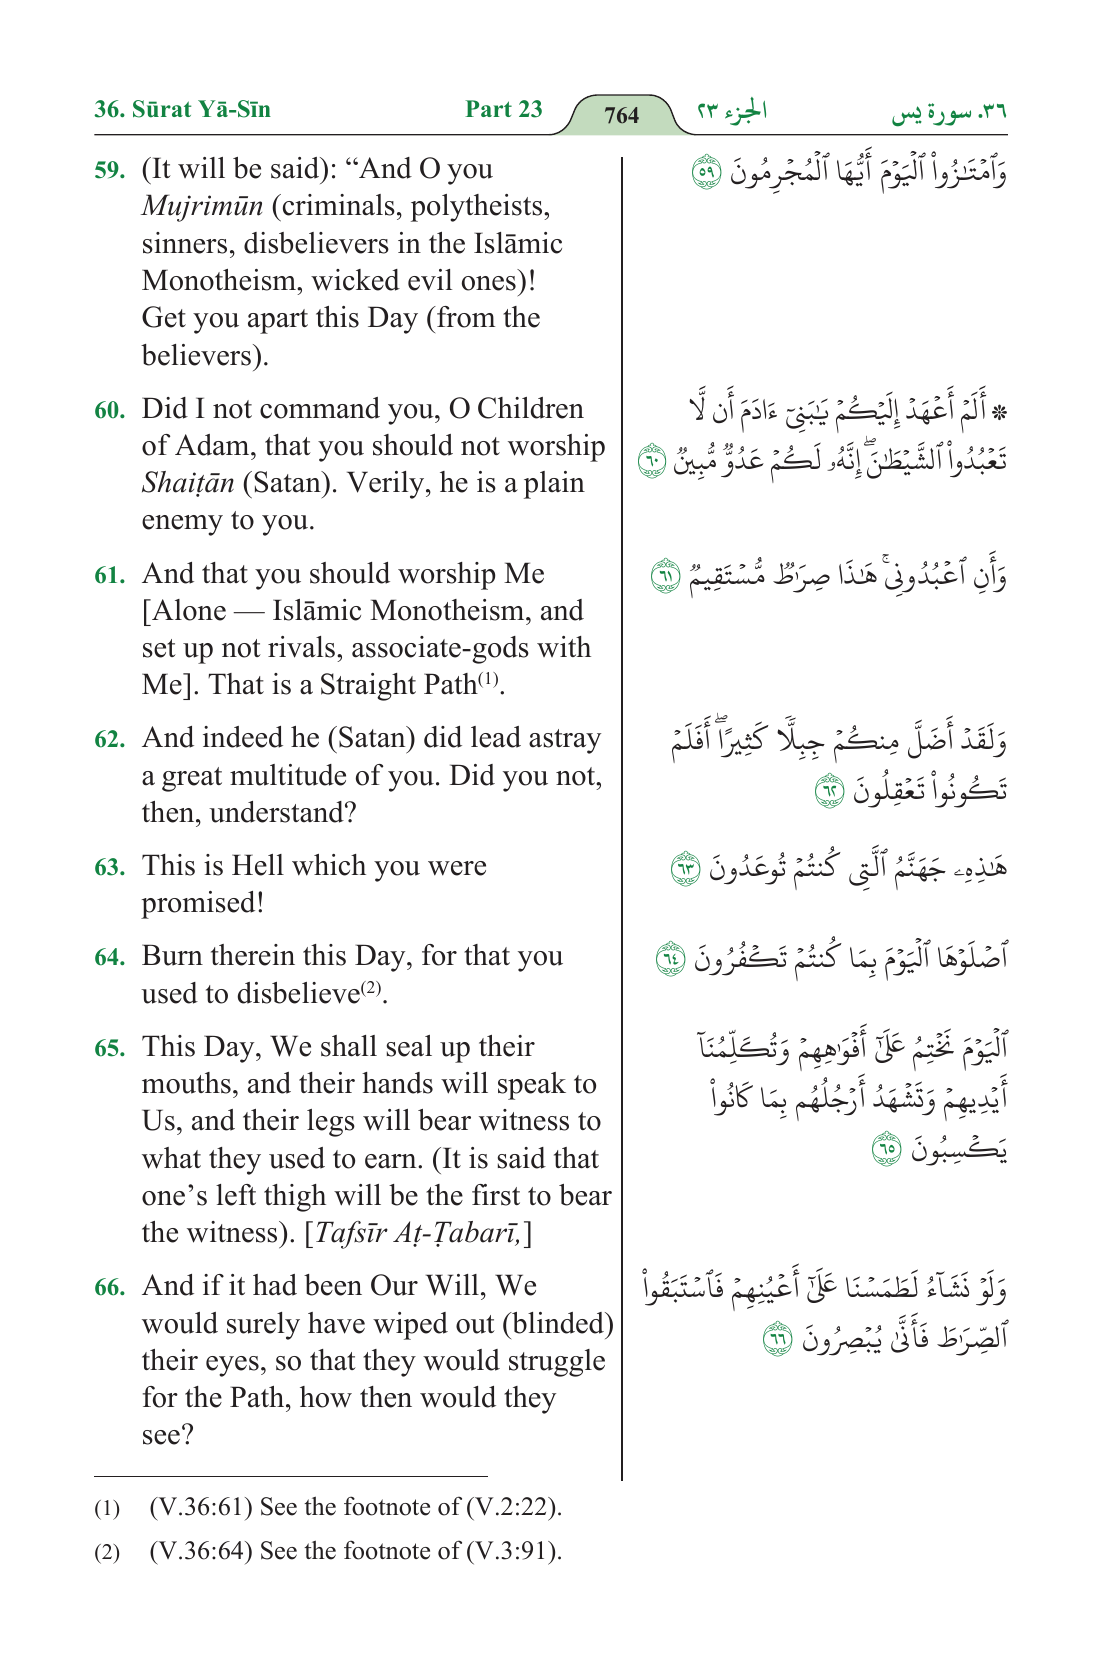 36. Sūrat Yā-Sīn Part 23 764 الجزء ٢٣ ٣٦. سورة يس
59. (It will be said): “And O you
Mujrimūn (criminals, polytheists,
sinners, disbelievers in the Islāmic
Monotheism, wicked evil ones)!
Get you apart this Day (from the
believers).
وَٱمۡتَٰزُواْ ٱلۡيَوۡمَ أَيُّهَا ٱلۡمُجۡرِمُونَ ٥٩
60. Did I not command you, O Children
of Adam, that you should not worship
Shaiṭān (Satan). Verily, he is a plain
enemy to you.
۞ أَلَمۡ أَعۡهَدۡ إِلَيۡكُمۡ يَٰبَنِيٓ ءَادَمَ أَن لَّا
تَعۡبُدُواْ ٱلشَّيۡطَٰنَۖ إِنَّهُۥ لَكُمۡ عَدُوّٞ مُّبِينٞ ٦٠
61. And that you should worship Me
[Alone — Islāmic Monotheism, and
set up not rivals, associate-gods with
Me]. That is a Straight Path(1).
وَأَنِ ٱعۡبُدُونِيۚ هَٰذَا صِرَٰطٞ مُّسۡتَقِيمٞ ٦١
62. And indeed he (Satan) did lead astray
a great multitude of you. Did you not,
then, understand?
وَلَقَدۡ أَضَلَّ مِنكُمۡ جِبِلّٗا كَثِيرًاۖ أَفَلَمۡ
تَكُونُواْ تَعۡقِلُونَ ٦٢
63. This is Hell which you were
promised!
هَٰذِهِۦ جَهَنَّمُ ٱلَّتِي كُنتُمۡ تُوعَدُونَ ٦٣
64. Burn therein this Day, for that you
used to disbelieve(2).
ٱصۡلَوۡهَا ٱلۡيَوۡمَ بِمَا كُنتُمۡ تَكۡفُرُونَ ٦٤
65. This Day, We shall seal up their
mouths, and their hands will speak to
Us, and their legs will bear witness to
what they used to earn. (It is said that
one’s left thigh will be the first to bear
the witness). [Tafsīr Aṭ-Ṭabarī,]
ٱلۡيَوۡمَ نَخۡتِمُ عَلَىٰٓ أَفۡوَٰهِهِمۡ وَتُكَلِّمُنَآ
أَيۡدِيهِمۡ وَتَشۡهَدُ أَرۡجُلُهُم بِمَا كَانُواْ
يَكۡسِبُونَ ٦٥
66. And if it had been Our Will, We
would surely have wiped out (blinded)
their eyes, so that they would struggle
for the Path, how then would they
see?
وَلَوۡ نَشَآءُ لَطَمَسۡنَا عَلَىٰٓ أَعۡيُنِهِمۡ فَٱسۡتَبَقُواْ
ٱلصِّرَٰطَ فَأَنَّىٰ يُبۡصِرُونَ ٦٦
(1) (V.36:61) See the footnote of (V.2:22).
(2) (V.36:64) See the footnote of (V.3:91).